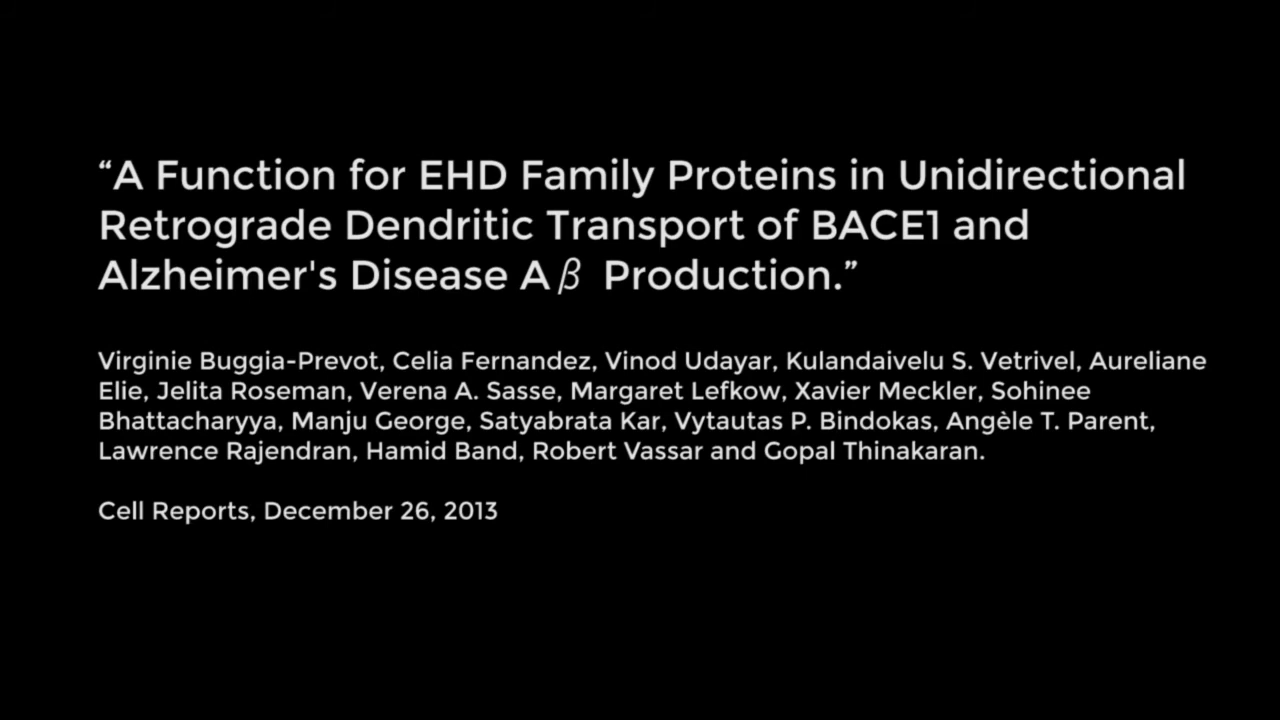 “A Function for EHD Family Proteins in Unidirectional
Retrograde Dendritic Transport of BACE1 and
Alzheimer's Disease Aβ Production.”
Virginie Buggia-Prevot, Celia Fernandez, Vinod Udayar, Kulandaivelu S. Vetrivel, Aureliane
Elie, Jelita Roseman, Verena A. Sasse, Margaret Lefkow, Xavier Meckler, Sohinee
Bhattacharyya, Manju George, Satyabrata Kar, Vytautas P. Bindokas, Angèle T. Parent,
Lawrence Rajendran, Hamid Band, Robert Vassar and Gopal Thinakaran.
Cell Reports, December 26, 2013